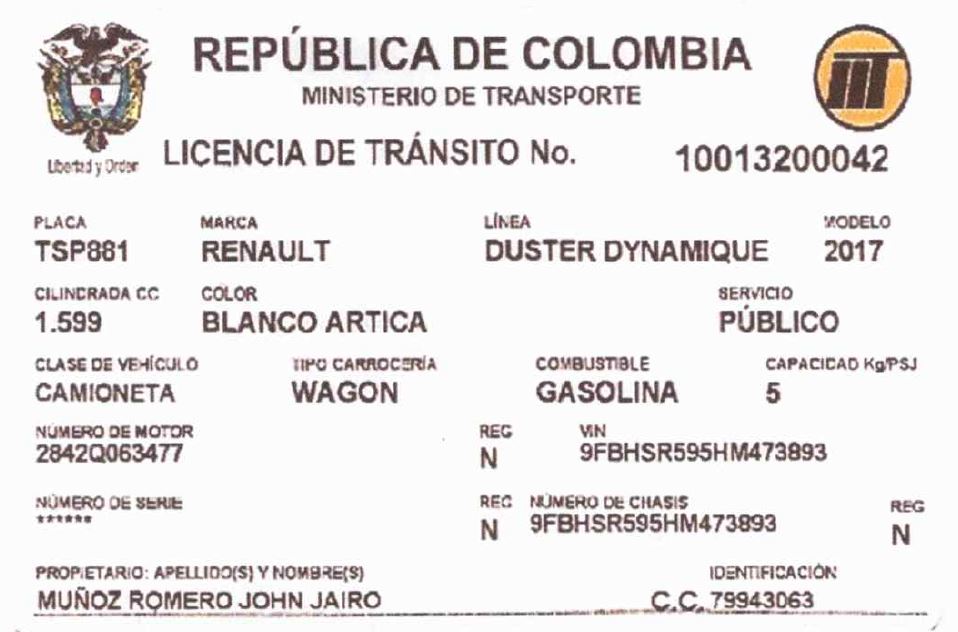 REPÚBLICA DE COLOMBIA
MINISTERIO DE TRANSPORTE
Libertad y Orden
LICENCIA DE TRÁNSITO No. 10013200042
PLACA MARCA LÍNEA MODELO
TSP881 RENAULT DUSTER DYNAMIQUE 2017
CILINDRADA CC COLOR SERVICIO
1.599 BLANCO ARTICA PÚBLICO
CLASE DE VEHÍCULO TIPO CARROCERÍA COMBUSTIBLE CAPACIDAD Kg/PSJ
CAMIONETA WAGON GASOLINA 5
NÚMERO DE MOTOR REG VIN
2842Q063477 N 9FBHSR595HM473893
NÚMERO DE SERIE REG NÚMERO DE CHASIS REG
****** N 9FBHSR595HM473893 N
PROPIETARIO: APELLIDO(S) Y NOMBRE(S) IDENTIFICACIÓN
MUÑOZ ROMERO JOHN JAIRO C.C. 79943063